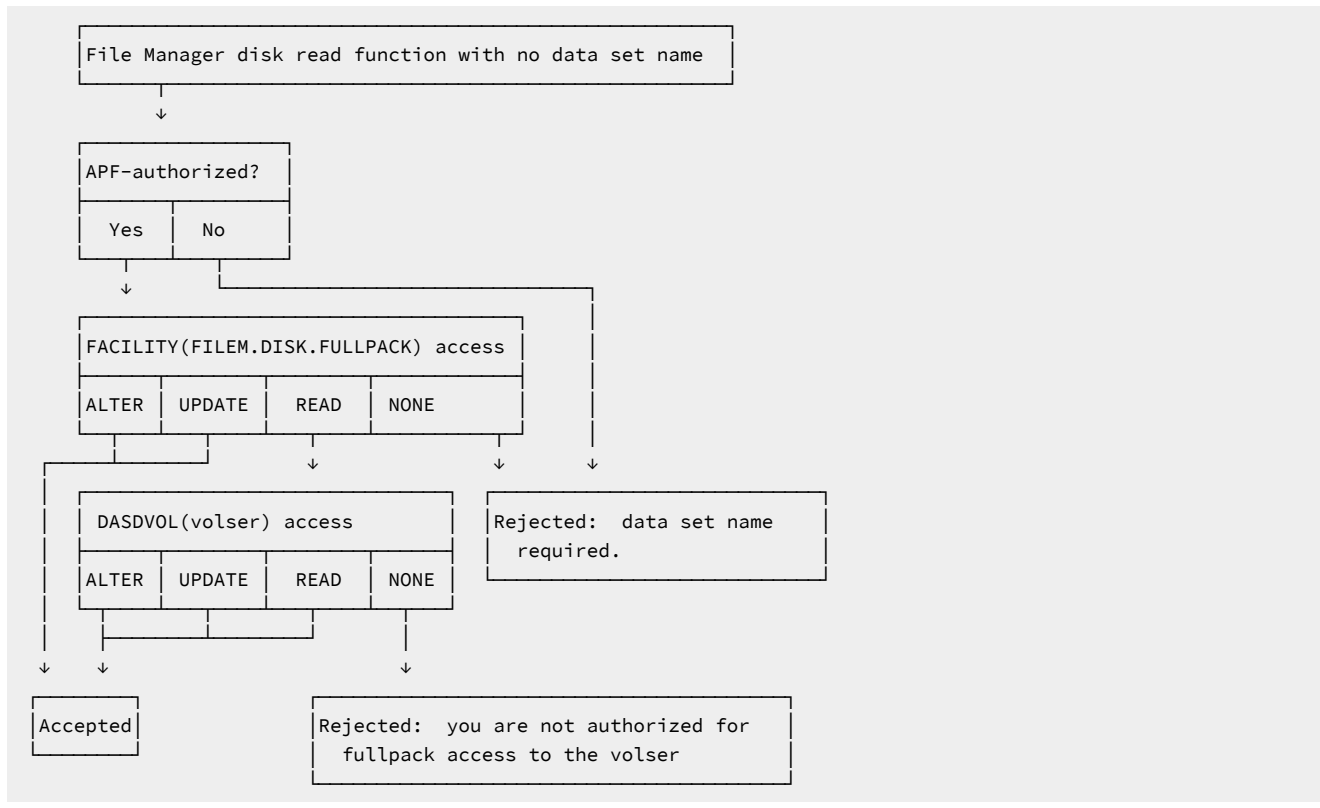 File Manager disk read function with no data set name
APF-authorized?
Yes No
FACILITY(FILEM.DISK.FULLPACK) access
ALTER UPDATE READ NONE
DASDVOL(volser) access
ALTER UPDATE READ NONE
Rejected: data set name
required.
Accepted
Rejected: you are not authorized for
fullpack access to the volser